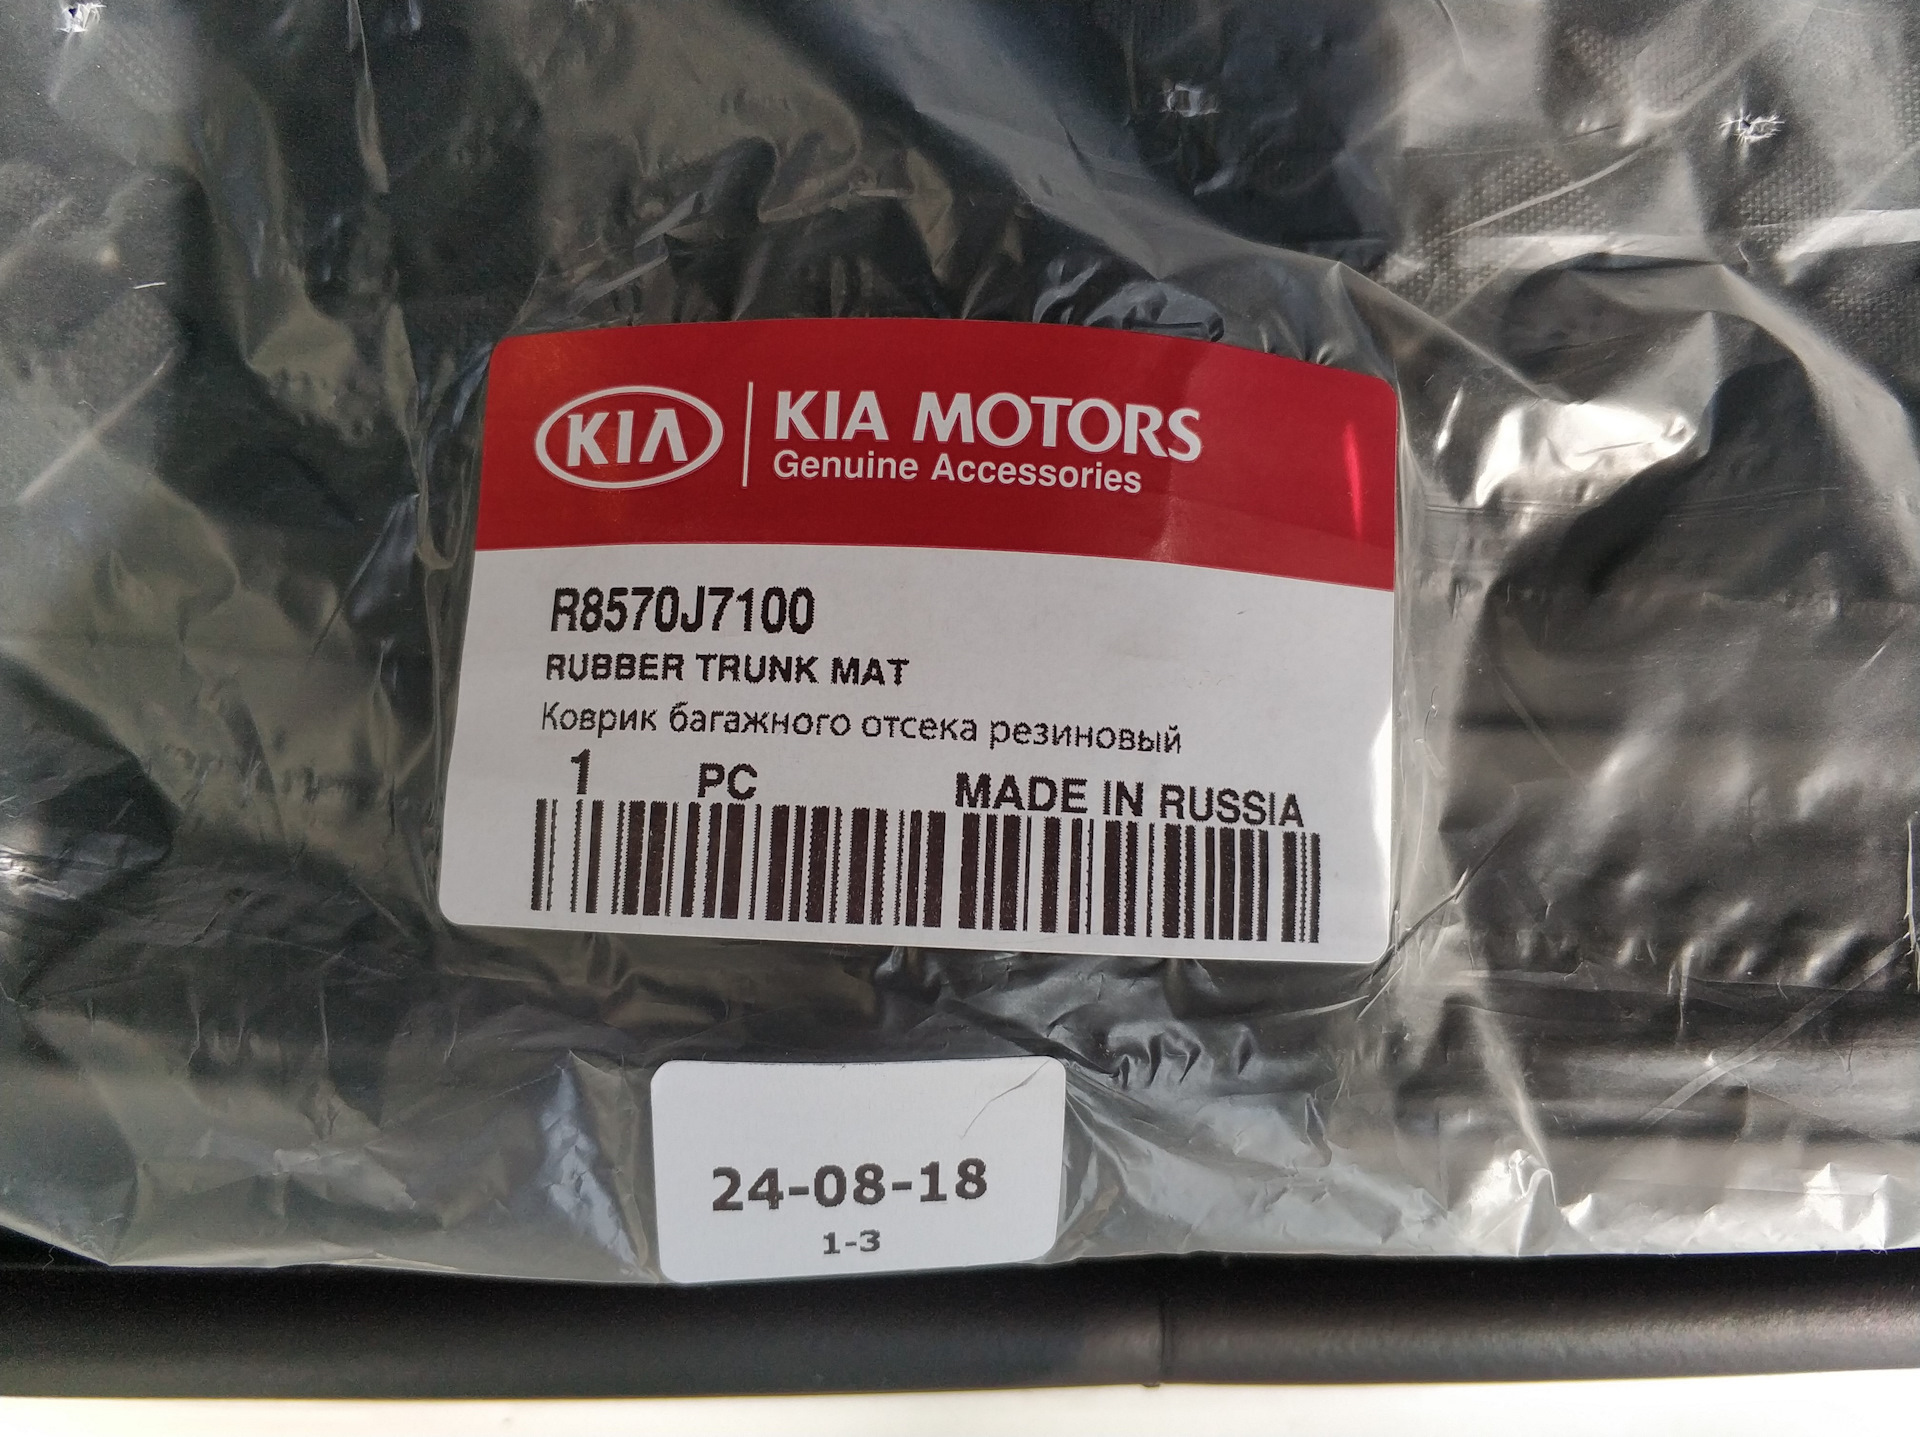 KIA
KIA MOTORS
Genuine Accessories
R8570J7100
RUBBER TRUNK MAT
Коврик багажного отсека резиновый
1 PC MADE IN RUSSIA
24-08-18
1-3